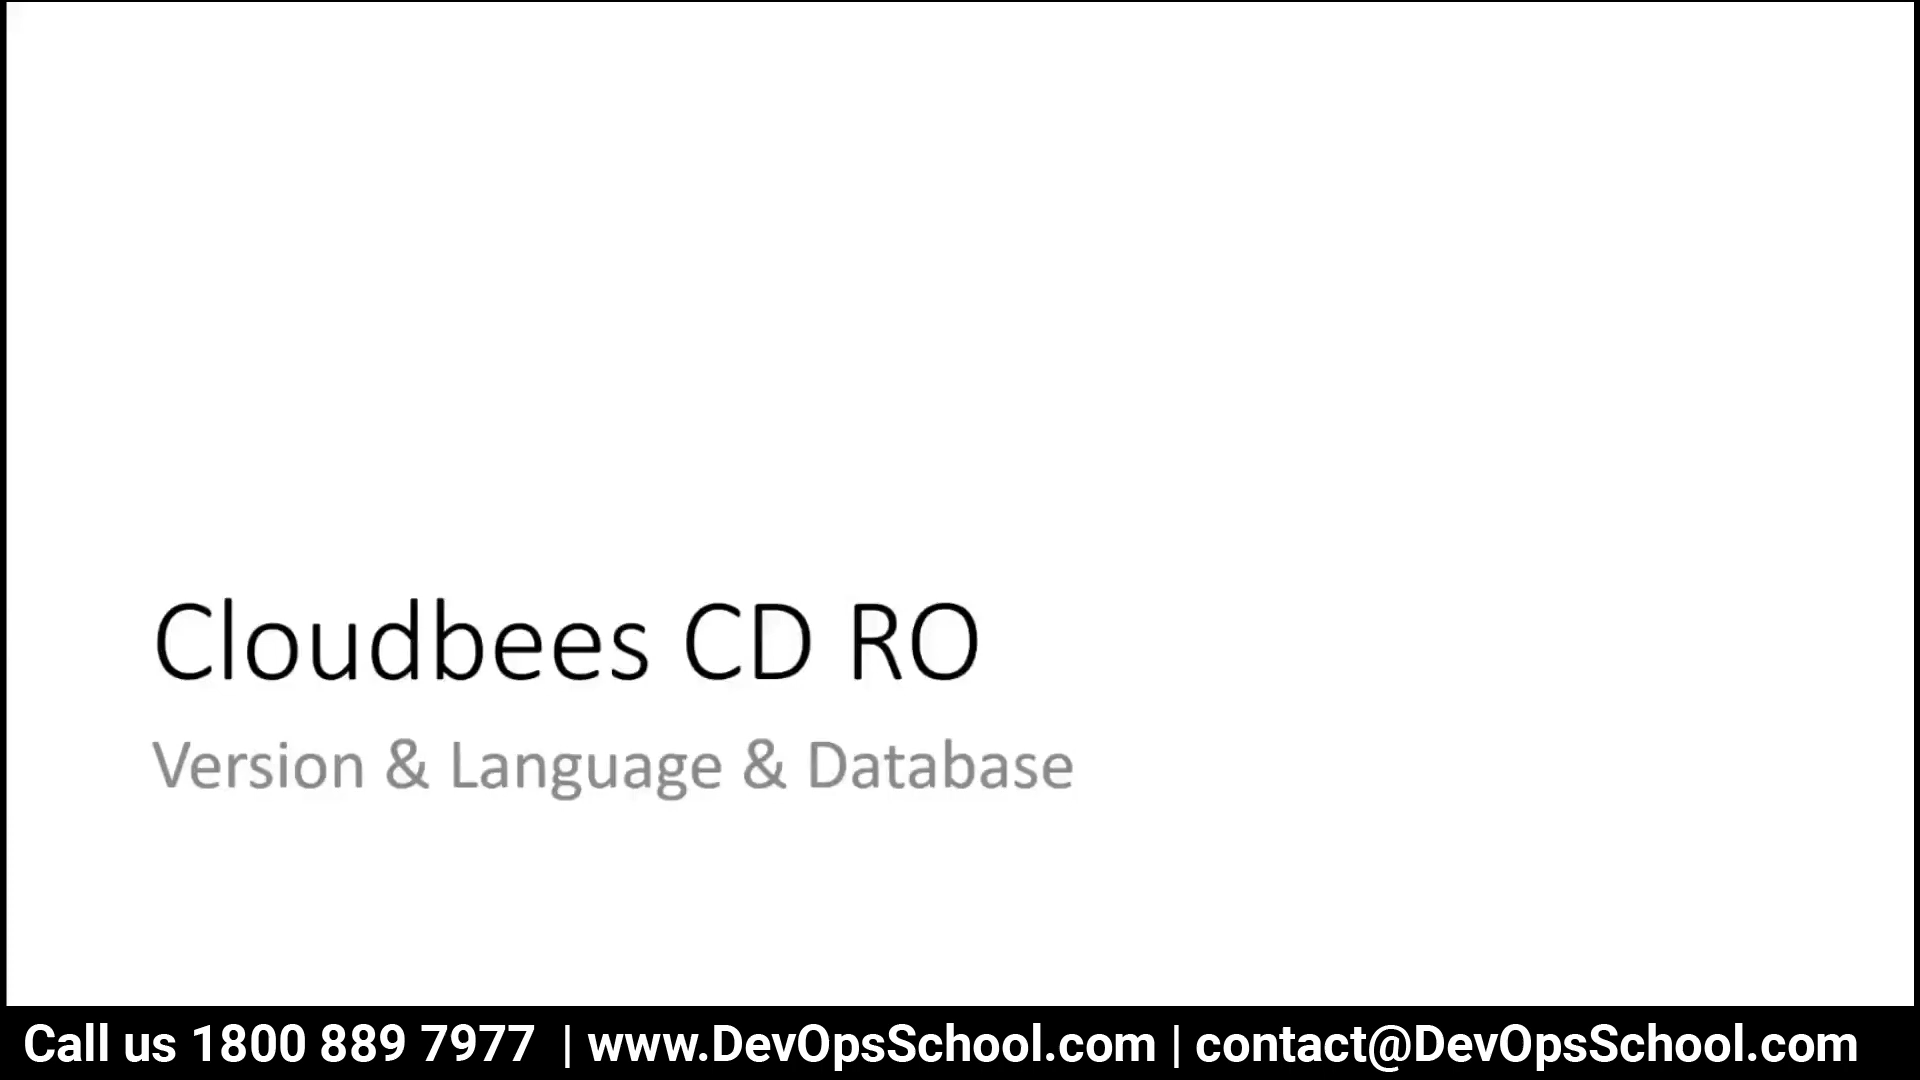 Cloudbees CD RO
Version & Language & Database
Call us 1800 889 7977 | www.DevOpsSchool.com | contact@DevOpsSchool.com